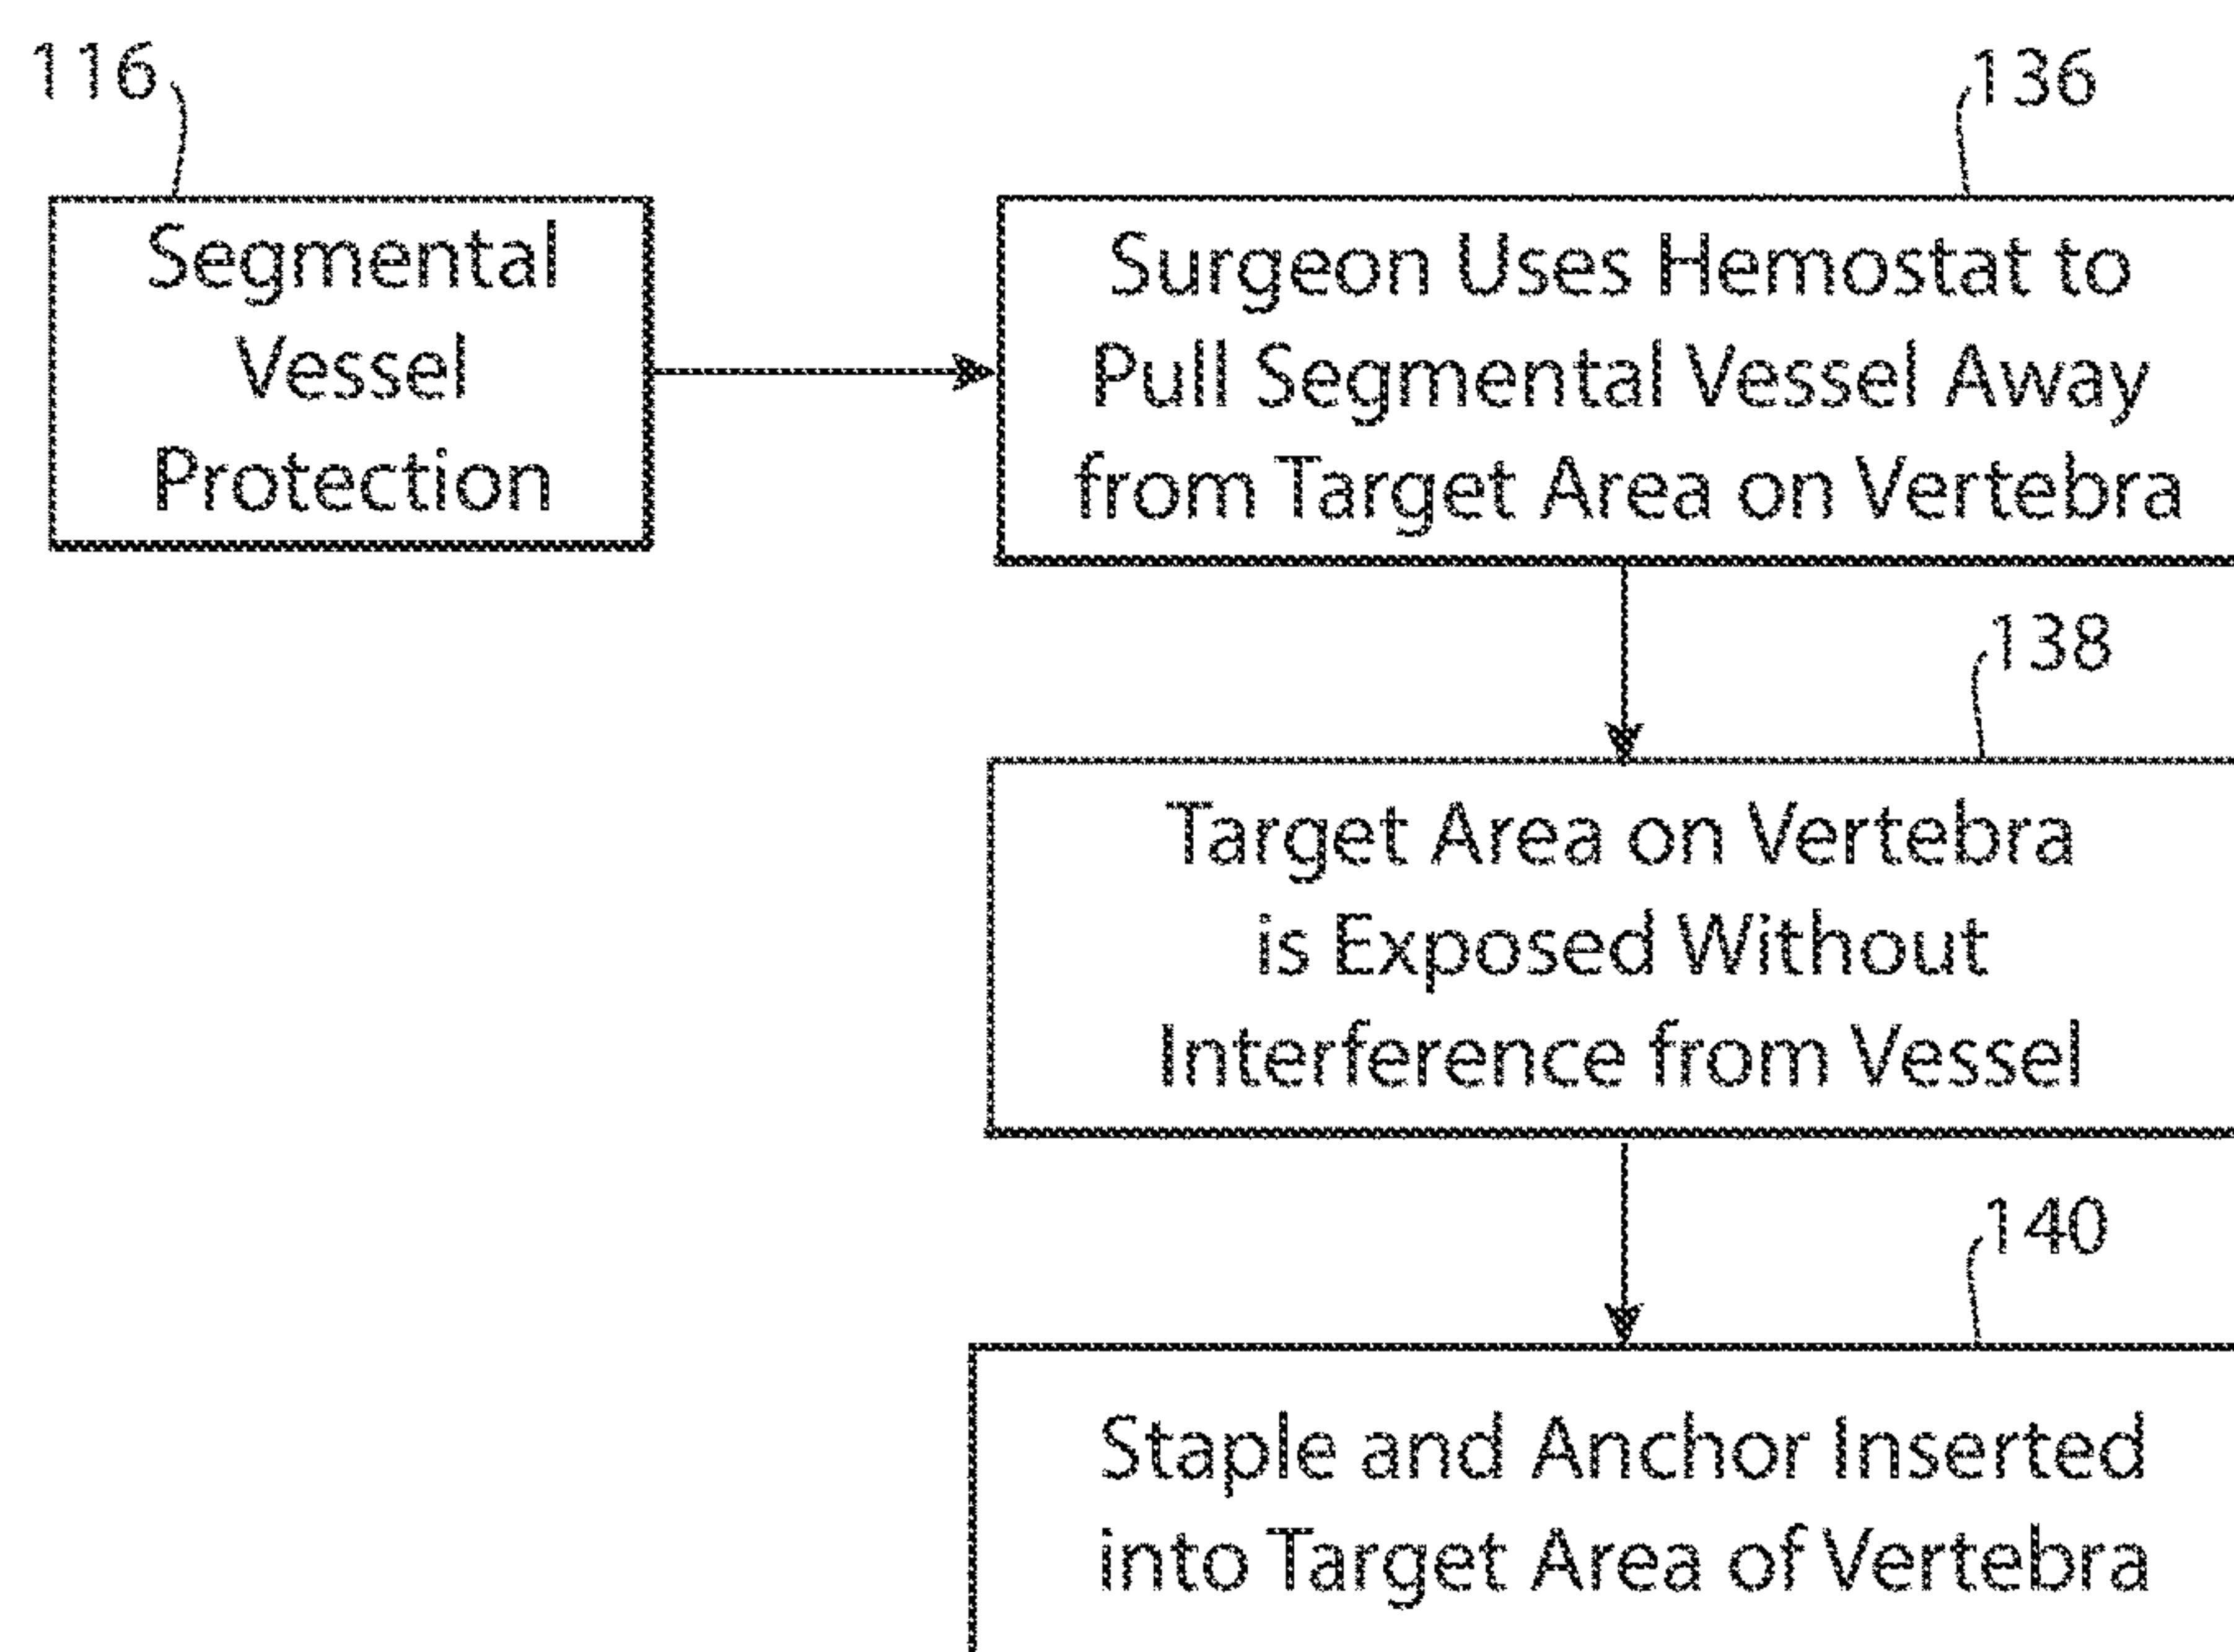 116
Segmental
Vessel
Protection
136
Surgeon Uses Hemostat to
Pull Segmental Vessel Away
from Target Area on Vertebra
138
Target Area on Vertebra
is Exposed Without
Interference from Vessel
140
Staple and Anchor Inserted
into Target Area of Vertebra